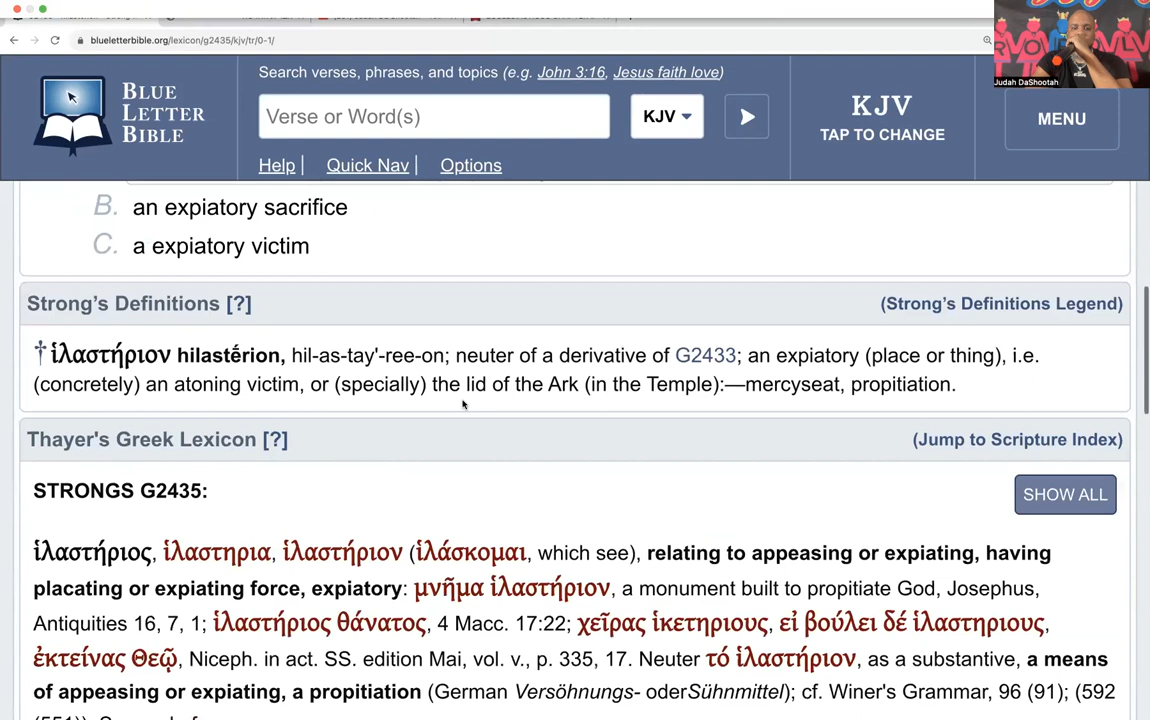 blueletterbible.org/lexicon/g2435/kjv/tr/0-1/
Judah DaShootah
BLUE
LETTER
BIBLE
Search verses, phrases, and topics (e.g. John 3:16, Jesus faith love)
Verse or Word(s)
KJV
KJV
TAP TO CHANGE
MENU
Help | Quick Nav | Options
B. an expiatory sacrifice
C. a expiatory victim
Strong's Definitions [?] (Strong's Definitions Legend)
†ἱλαστήριον hilastḗrion, hil-as-tay'-ree-on; neuter of a derivative of G2433; an expiatory (place or thing), i.e.
(concretely) an atoning victim, or (specially) the lid of the Ark (in the Temple):—mercyseat, propitiation.
Thayer's Greek Lexicon [?] (Jump to Scripture Index)
STRONGS G2435:
SHOW ALL
ἱλαστήριος, ἱλαστηρια, ἱλαστήριον (ἱλάσκομαι, which see), relating to appeasing or expiating, having
placating or expiating force, expiatory: μνῆμα ἱλαστήριον, a monument built to propitiate God, Josephus,
Antiquities 16, 7, 1; ἱλαστήριος θάνατος, 4 Macc. 17:22; χεῖρας ἱκετηριους, εἰ βούλει δέ ἱλαστηριους,
ἐκτείνας Θεῷ, Niceph. in act. SS. edition Mai, vol. v., p. 335, 17. Neuter τό ἱλαστήριον, as a substantive, a means
of appeasing or expiating, a propitiation (German Versöhnungs- oderSühnmittel); cf. Winer's Grammar, 96 (91); (592